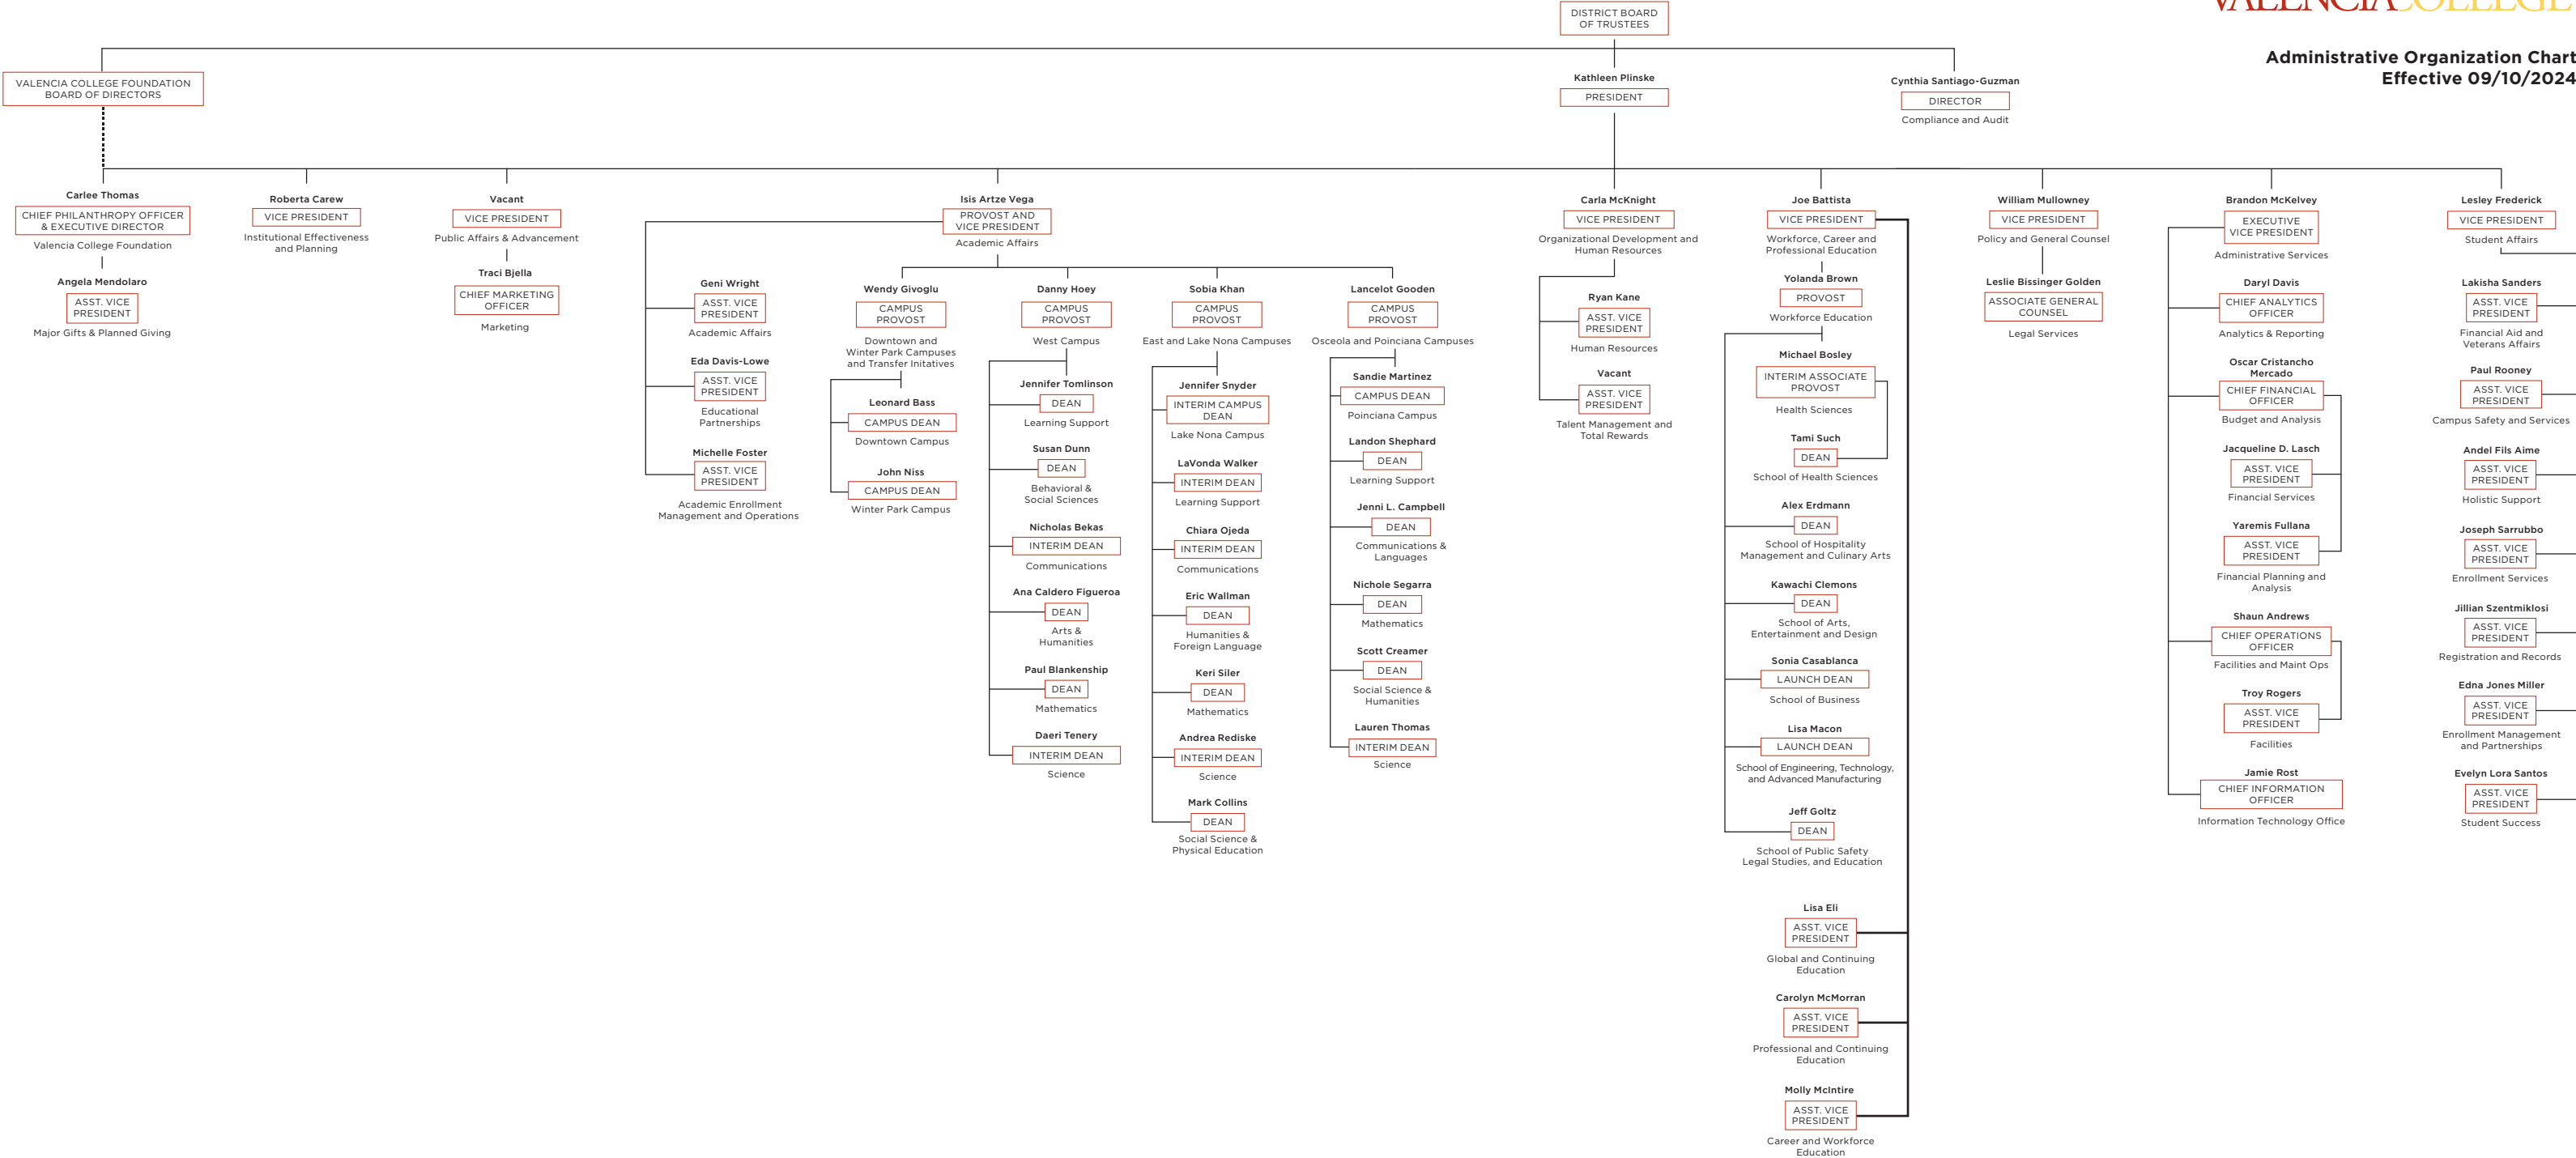 DISTRICT BOARD
OF TRUSTEES
VALENCIACOLLEGE
Administrative Organization Chart
Effective 09/10/2024
VALENCIA COLLEGE FOUNDATION
BOARD OF DIRECTORS
Kathleen Plinske
PRESIDENT
Cynthia Santiago-Guzman
DIRECTOR
Compliance and Audit
Carlee Thomas
CHIEF PHILANTHROPY OFFICER
& EXECUTIVE DIRECTOR
Valencia College Foundation
Angela Mendolaro
ASST. VICE
PRESIDENT
Major Gifts & Planned Giving
Roberta Carew
VICE PRESIDENT
Institutional Effectiveness
and Planning
Vacant
VICE PRESIDENT
Public Affairs & Advancement
Traci Bjella
CHIEF MARKETING
OFFICER
Marketing
Isis Artze Vega
PROVOST AND
VICE PRESIDENT
Academic Affairs
Geni Wright
ASST. VICE
PRESIDENT
Academic Affairs
Eda Davis-Lowe
ASST. VICE
PRESIDENT
Educational
Partnerships
Michelle Foster
ASST. VICE
PRESIDENT
Academic Enrollment
Management and Operations
Wendy Givoglu
CAMPUS
PROVOST
Downtown and
Winter Park Campuses
and Transfer Initatives
Leonard Bass
CAMPUS DEAN
Downtown Campus
John Niss
CAMPUS DEAN
Winter Park Campus
Danny Hoey
CAMPUS
PROVOST
West Campus
Jennifer Tomlinson
DEAN
Learning Support
Susan Dunn
DEAN
Behavioral &
Social Sciences
Nicholas Bekas
INTERIM DEAN
Communications
Ana Caldero Figueroa
DEAN
Arts &
Humanities
Paul Blankenship
DEAN
Mathematics
Daeri Tenery
INTERIM DEAN
Science
Sobia Khan
CAMPUS
PROVOST
East and Lake Nona Campuses
Jennifer Snyder
INTERIM CAMPUS
DEAN
Lake Nona Campus
LaVonda Walker
INTERIM DEAN
Learning Support
Chiara Ojeda
INTERIM DEAN
Communications
Eric Wallman
DEAN
Humanities &
Foreign Language
Keri Siler
DEAN
Mathematics
Andrea Rediske
INTERIM DEAN
Science
Mark Collins
DEAN
Social Science &
Physical Education
Lancelot Gooden
CAMPUS
PROVOST
Osceola and Poinciana Campuses
Sandie Martinez
CAMPUS DEAN
Poinciana Campus
Landon Shephard
DEAN
Learning Support
Jenni L. Campbell
DEAN
Communications &
Languages
Nichole Segarra
DEAN
Mathematics
Scott Creamer
DEAN
Social Science &
Humanities
Lauren Thomas
INTERIM DEAN
Science
Carla McKnight
VICE PRESIDENT
Organizational Development and
Human Resources
Ryan Kane
ASST. VICE
PRESIDENT
Human Resources
Vacant
ASST. VICE
PRESIDENT
Talent Management and
Total Rewards
Joe Battista
VICE PRESIDENT
Workforce, Career and
Professional Education
Yolanda Brown
PROVOST
Workforce Education
Michael Bosley
INTERIM ASSOCIATE
PROVOST
Health Sciences
Tami Such
DEAN
School of Health Sciences
Alex Erdmann
DEAN
School of Hospitality
Management and Culinary Arts
Kawachi Clemons
DEAN
School of Arts,
Entertainment and Design
Sonia Casablanca
LAUNCH DEAN
School of Business
Lisa Macon
LAUNCH DEAN
School of Engineering, Technology,
and Advanced Manufacturing
Jeff Goltz
DEAN
School of Public Safety
Legal Studies, and Education
Lisa Eli
ASST. VICE
PRESIDENT
Global and Continuing
Education
Carolyn McMorran
ASST. VICE
PRESIDENT
Professional and Continuing
Education
Molly McIntire
ASST. VICE
PRESIDENT
Career and Workforce
Education
William Mullowney
VICE PRESIDENT
Policy and General Counsel
Leslie Bissinger Golden
ASSOCIATE GENERAL
COUNSEL
Legal Services
Brandon McKelvey
EXECUTIVE
VICE PRESIDENT
Administrative Services
Daryl Davis
CHIEF ANALYTICS
OFFICER
Analytics & Reporting
Oscar Cristancho
Mercado
CHIEF FINANCIAL
OFFICER
Budget and Analysis
Jacqueline D. Lasch
ASST. VICE
PRESIDENT
Financial Services
Yaremis Fullana
ASST. VICE
PRESIDENT
Financial Planning and
Analysis
Shaun Andrews
CHIEF OPERATIONS
OFFICER
Facilities and Maint Ops
Troy Rogers
ASST. VICE
PRESIDENT
Facilities
Jamie Rost
CHIEF INFORMATION
OFFICER
Information Technology Office
Lesley Frederick
VICE PRESIDENT
Student Affairs
Lakisha Sanders
ASST. VICE
PRESIDENT
Financial Aid and
Veterans Affairs
Paul Rooney
ASST. VICE
PRESIDENT
Campus Safety and Services
Andel Fils Aime
ASST. VICE
PRESIDENT
Holistic Support
Joseph Sarrubbo
ASST. VICE
PRESIDENT
Enrollment Services
Jillian Szentmiklosi
ASST. VICE
PRESIDENT
Registration and Records
Edna Jones Miller
ASST. VICE
PRESIDENT
Enrollment Management
and Partnerships
Evelyn Lora Santos
ASST. VICE
PRESIDENT
Student Success